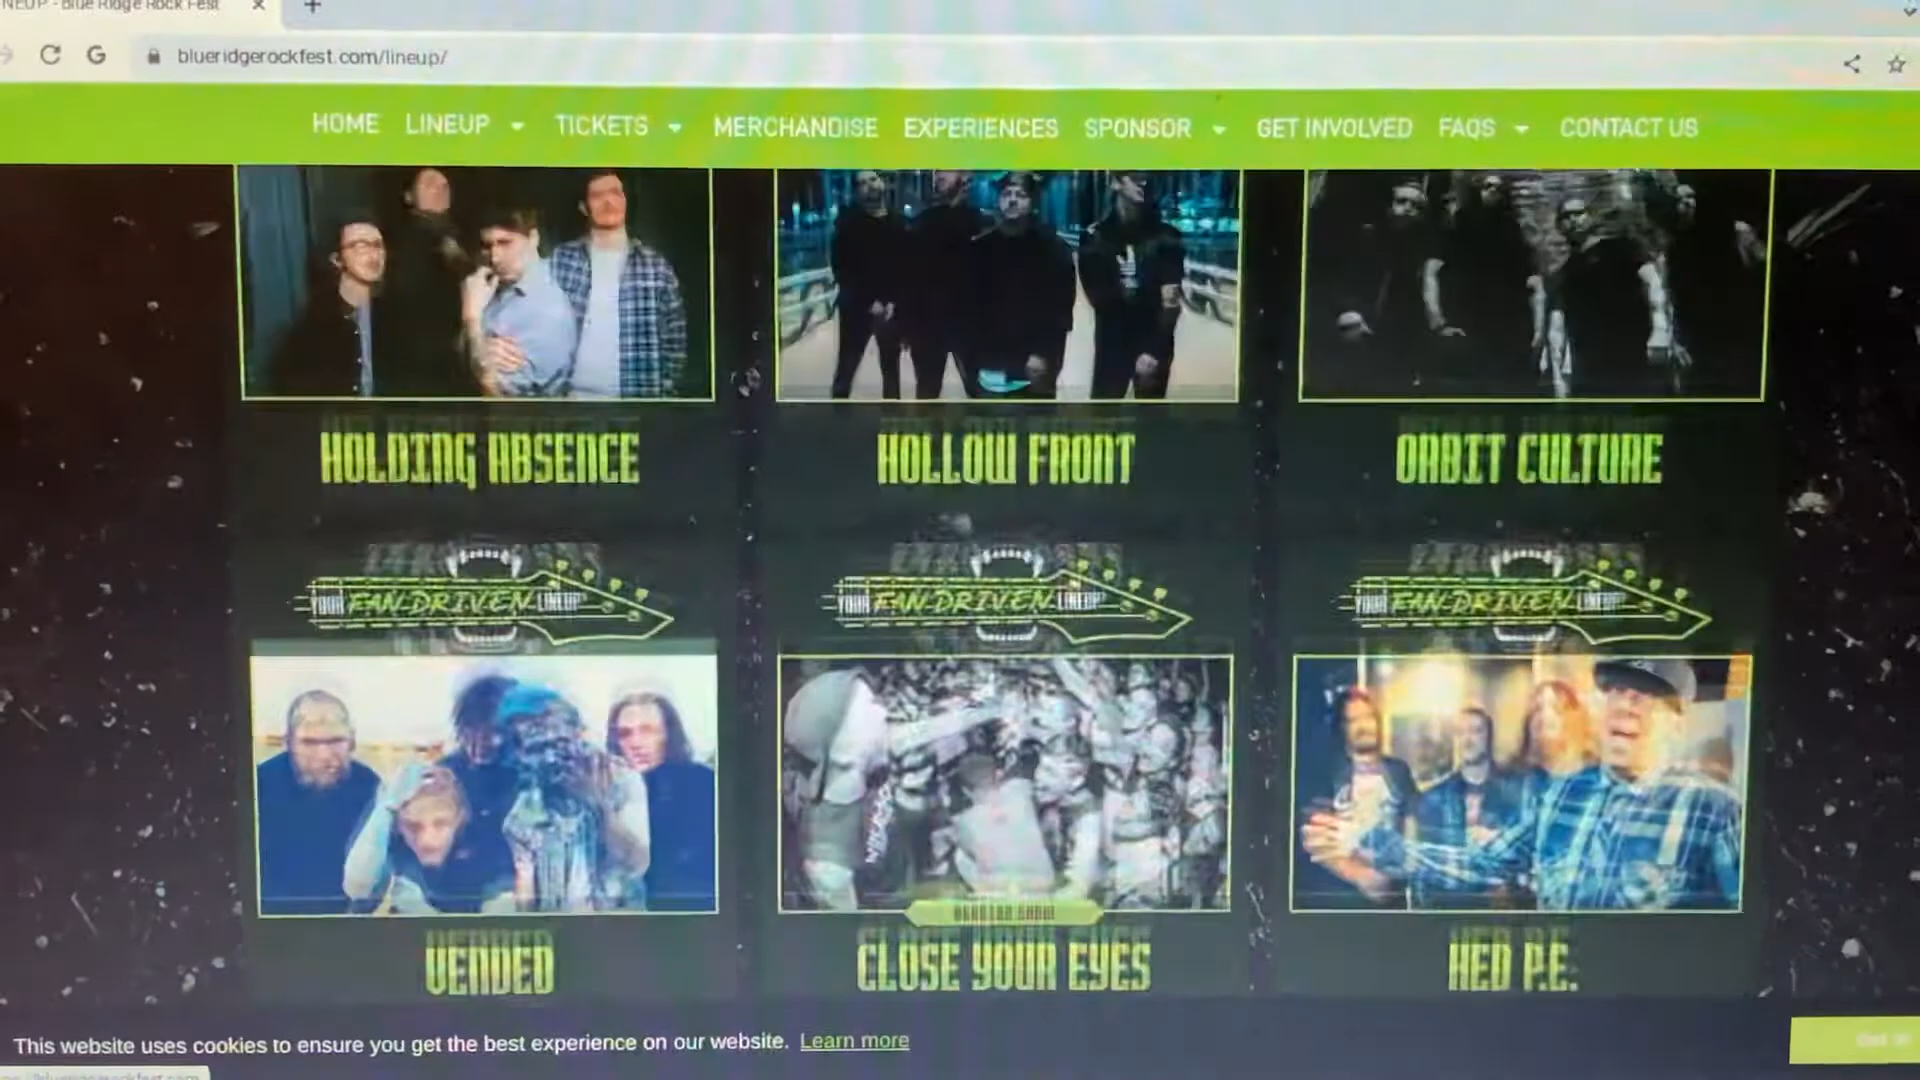 Blue Ridge Rock Fest
blueridgerockfest.com/lineup/
HOME LINEUP TICKETS MERCHANDISE EXPERIENCES SPONSOR GET INVOLVED FAQS CONTACT US
HOLDING ABSENCE HOLLOW FRONT ORBIT CULTURE
YOUR FAN DRIVEN LINEUP YOUR FAN DRIVEN LINEUP YOUR FAN DRIVEN LINEUP
REUNION SHOW
VENDED CLOSE YOUR EYES HED P.E.
This website uses cookies to ensure you get the best experience on our website. Learn more